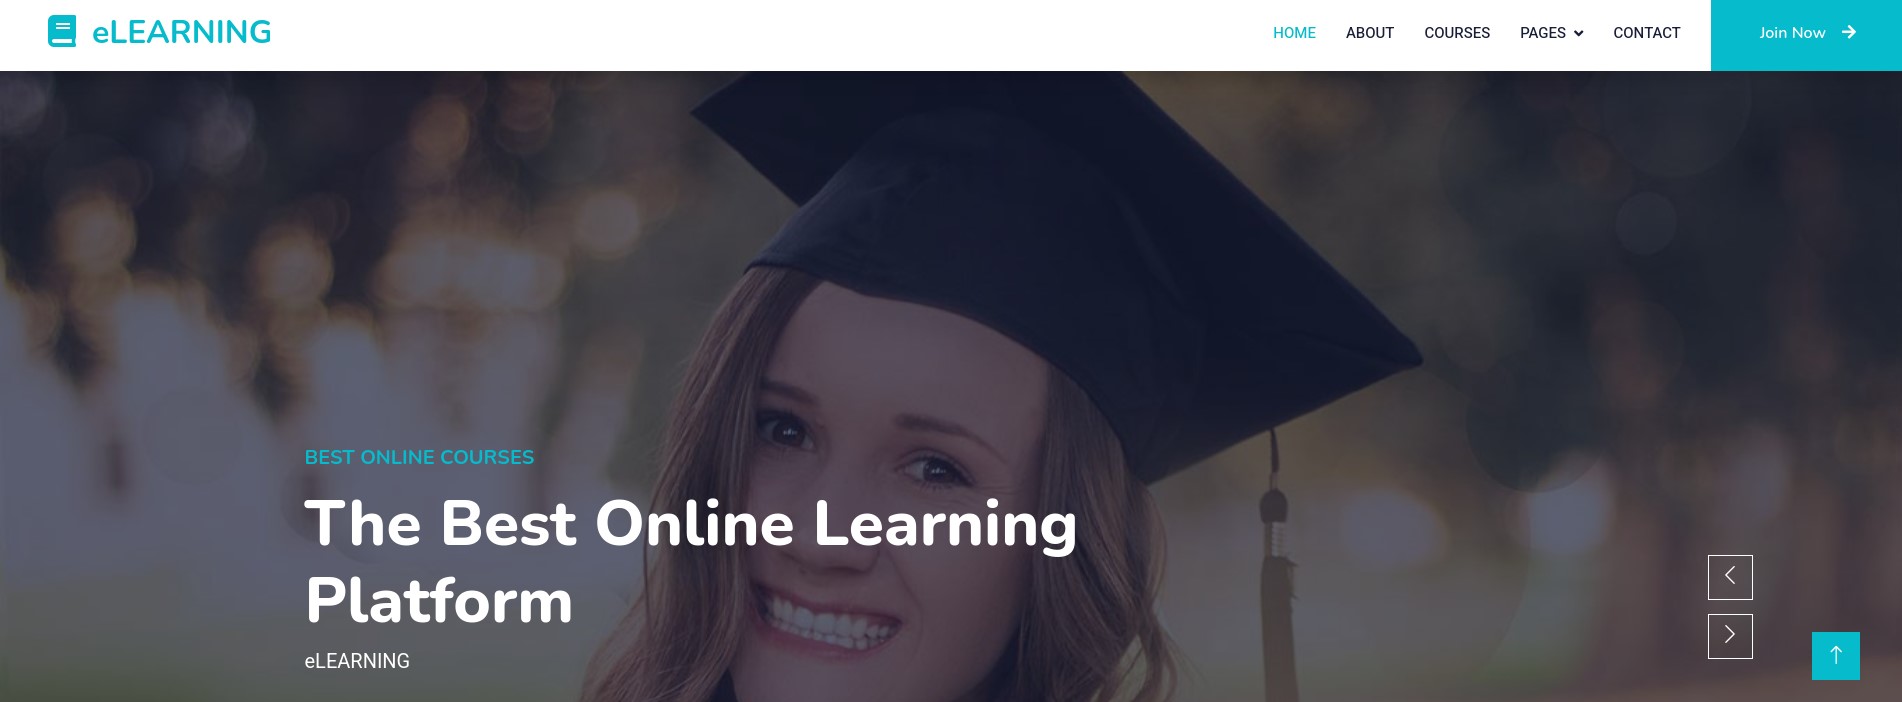 eLEARNING
HOME ABOUT COURSES PAGES CONTACT Join Now
BEST ONLINE COURSES
The Best Online Learning
Platform
eLEARNING